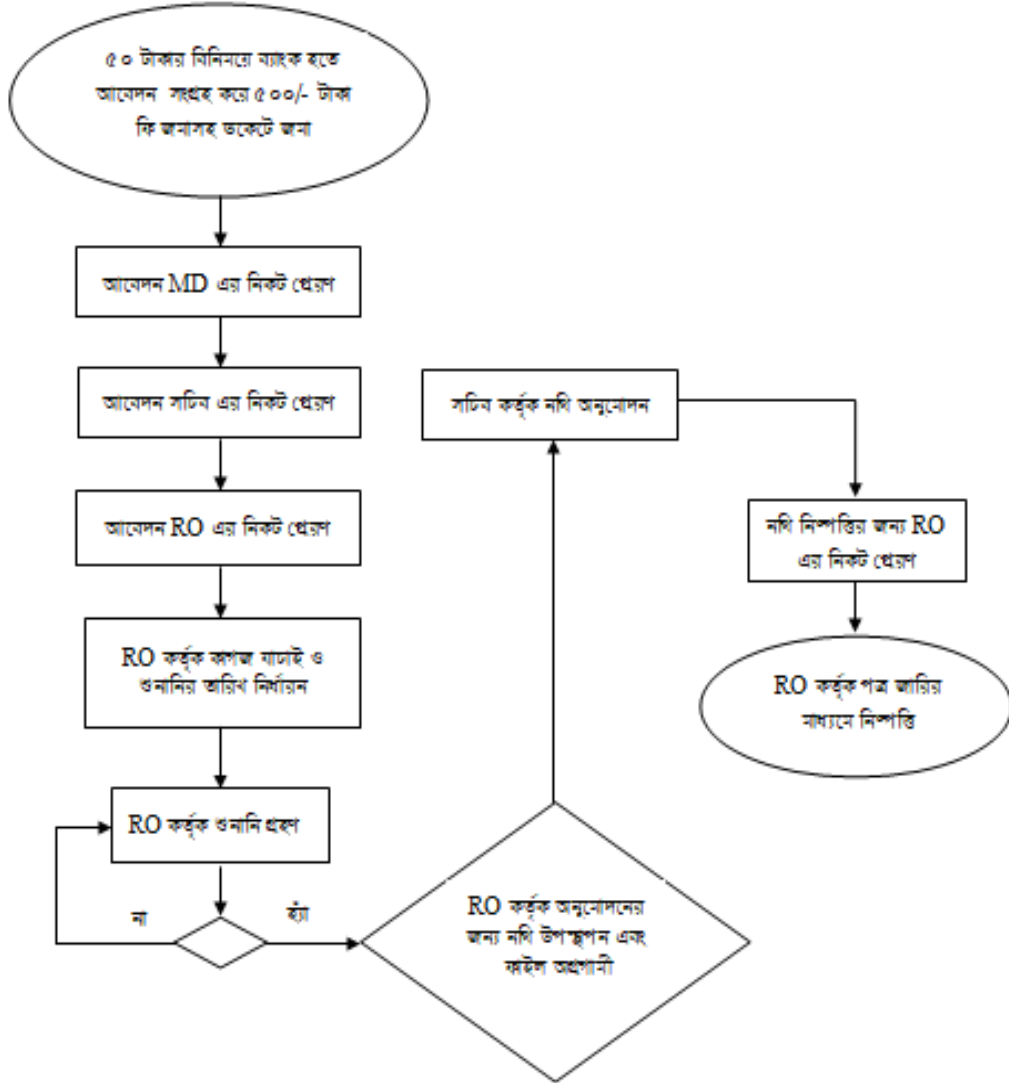 ৫০ টাকার বিনিময়ে ব্যাংক হতে
আবেদন সংগ্রহ করে ৫০০/- টাকা
ফি জমাসহ ডকেটে জমা
আবেদন MD এর নিকট প্রেরণ
আবেদন সচিব এর নিকট প্রেরণ
আবেদন RO এর নিকট প্রেরণ
RO কর্তৃক কাগজ যাচাই ও
শুনানির তারিখ নির্ধারন
RO কর্তৃক শুনানি গ্রহণ
না
হ্যাঁ
RO কর্তৃক অনুমোদনের
জন্য নথি উপস্থাপন এবং
ফাইল অগ্রগামী
সচিব কর্তৃক নথি অনুমোদন
নথি নিষ্পত্তির জন্য RO
এর নিকট প্রেরণ
RO কর্তৃক পত্র জারির
মাধ্যমে নিষ্পত্তি